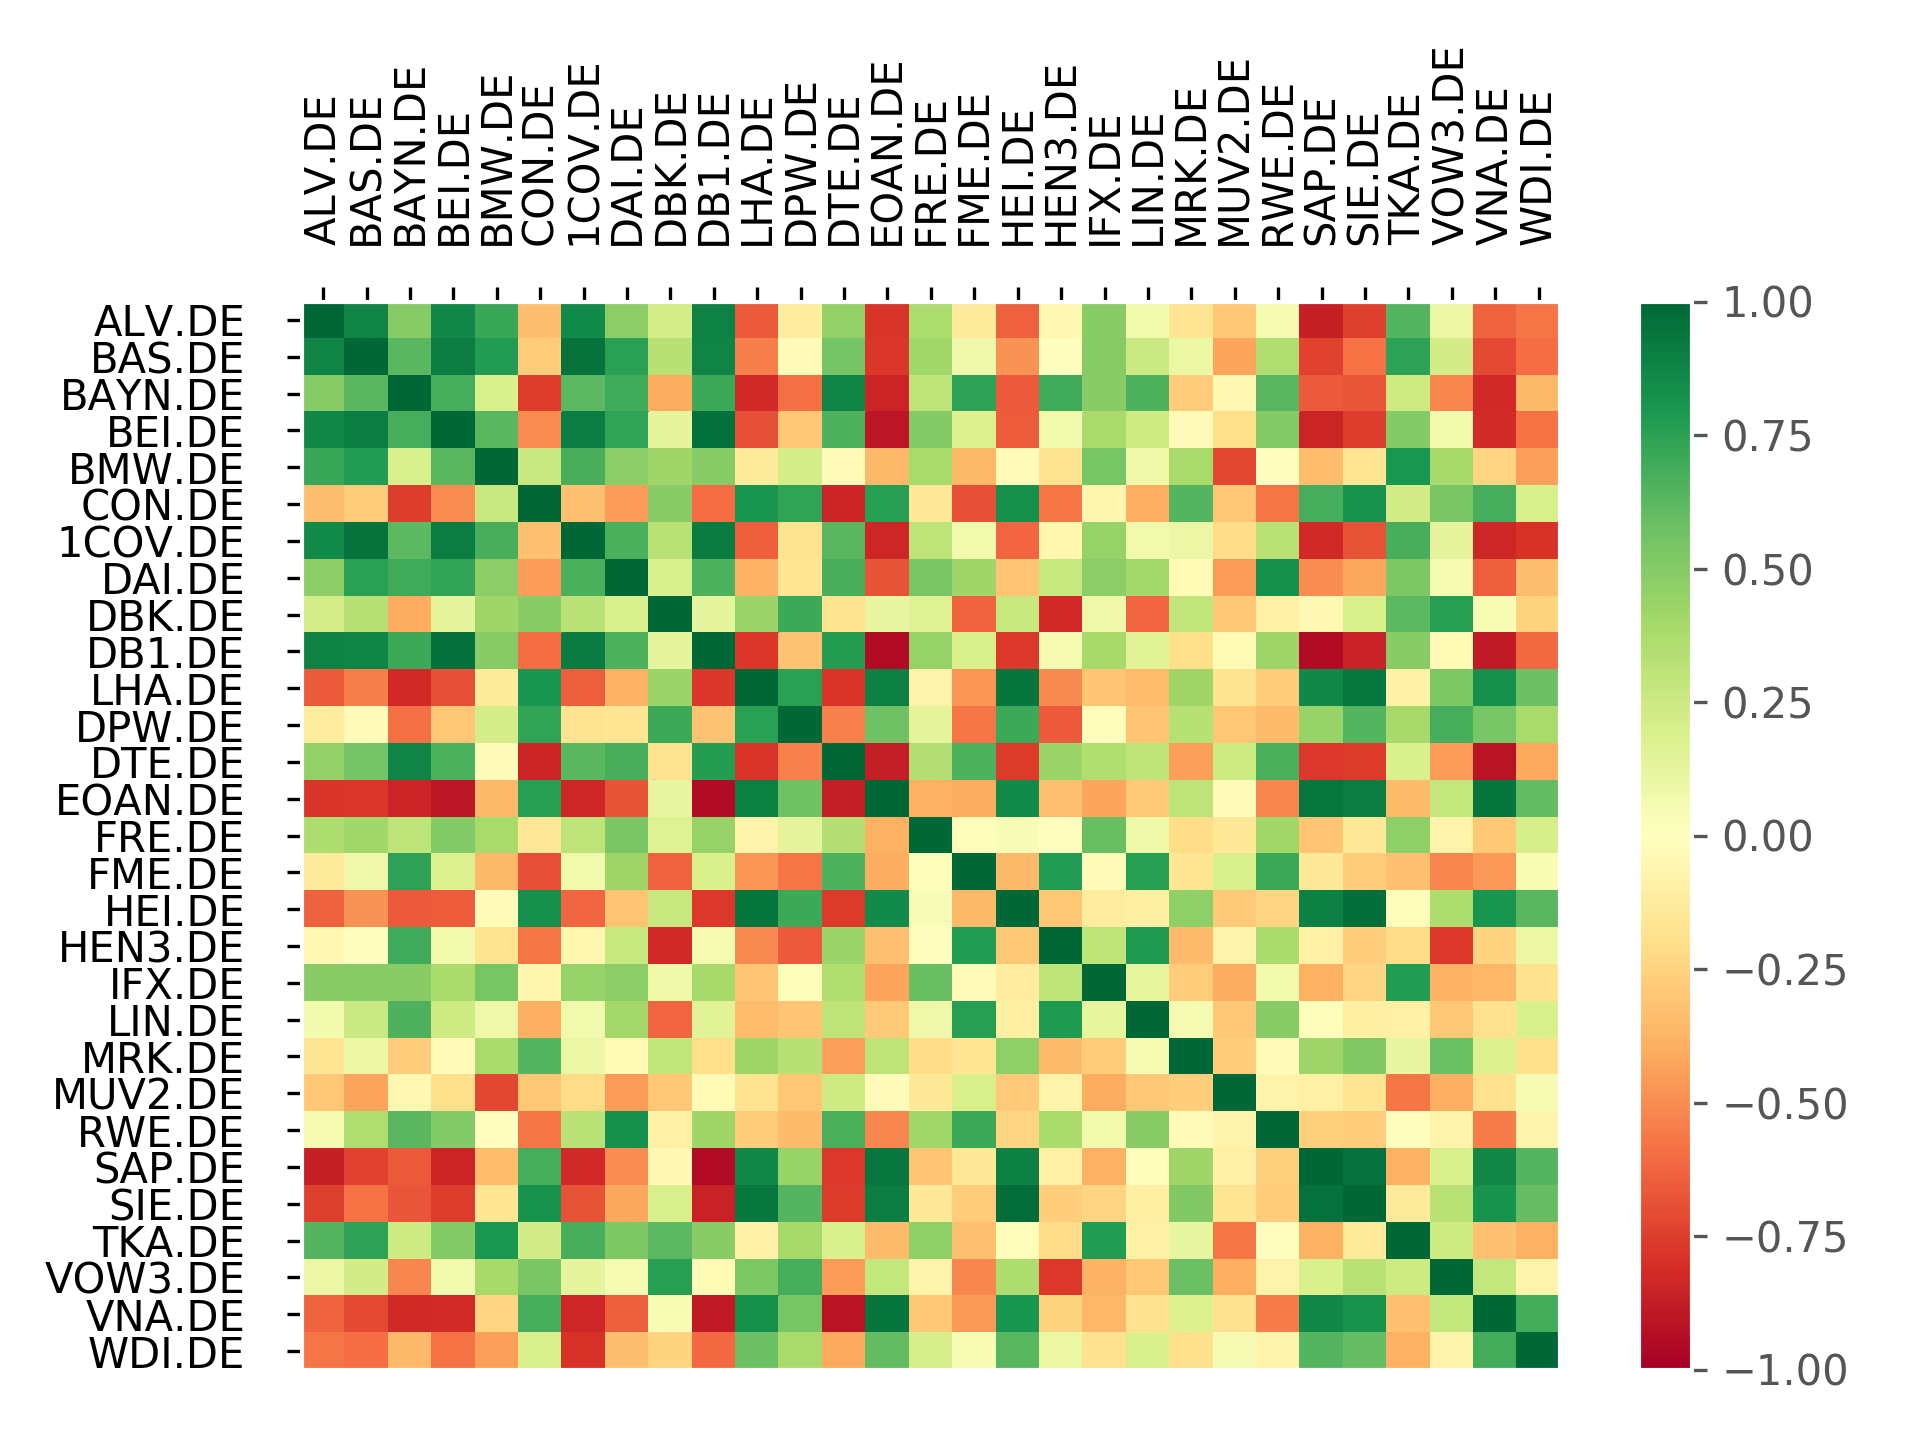 ALV.DE
BAS.DE
BAYN.DE
BEI.DE
BMW.DE
CON.DE
1COV.DE
DAI.DE
DBK.DE
DB1.DE
LHA.DE
DPW.DE
DTE.DE
EOAN.DE
FRE.DE
FME.DE
HEI.DE
HEN3.DE
IFX.DE
LIN.DE
MRK.DE
MUV2.DE
RWE.DE
SAP.DE
SIE.DE
TKA.DE
VOW3.DE
VNA.DE
WDI.DE
ALV.DE
BAS.DE
BAYN.DE
BEI.DE
BMW.DE
CON.DE
1COV.DE
DAI.DE
DBK.DE
DB1.DE
LHA.DE
DPW.DE
DTE.DE
EOAN.DE
FRE.DE
FME.DE
HEI.DE
HEN3.DE
IFX.DE
LIN.DE
MRK.DE
MUV2.DE
RWE.DE
SAP.DE
SIE.DE
TKA.DE
VOW3.DE
VNA.DE
WDI.DE
1.00
0.75
0.50
0.25
0.00
−0.25
−0.50
−0.75
−1.00